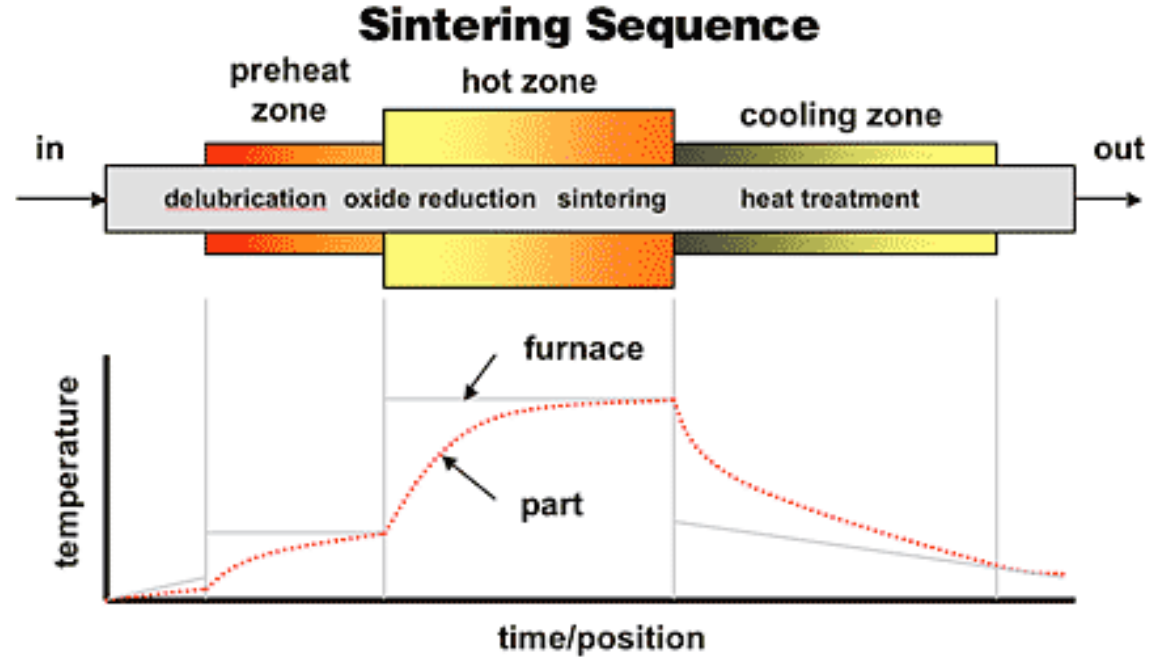 Sintering Sequence
preheat
zone
hot zone
cooling zone
in
out
delubrication oxide reduction sintering heat treatment
furnace
part
temperature
time/position